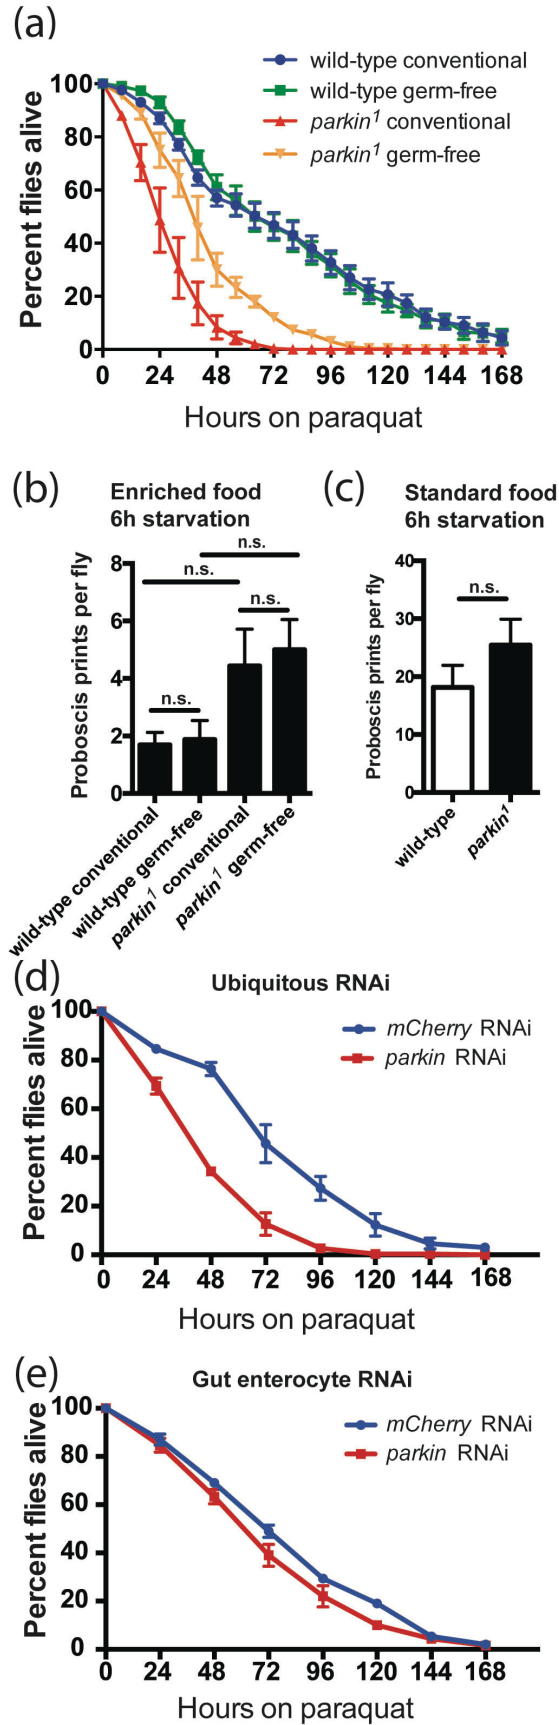 (a)
wild-type conventional
wild-type germ-free
parkin¹ conventional
parkin¹ germ-free
Percent flies alive
100
80
60
40
20
0
0 24 48 72 96 120 144 168
Hours on paraquat
(b)
Enriched food
6h starvation
Proboscis prints per fly
8
6
4
2
0
n.s.
n.s.
n.s.
n.s.
wild-type conventional
wild-type germ-free
parkin¹ conventional
parkin¹ germ-free
(c)
Standard food
6h starvation
Proboscis prints per fly
40
30
20
10
0
n.s.
wild-type
parkin¹
(d)
Ubiquitous RNAi
mCherry RNAi
parkin RNAi
Percent flies alive
100
80
60
40
20
0
0 24 48 72 96 120 144 168
Hours on paraquat
(e)
Gut enterocyte RNAi
mCherry RNAi
parkin RNAi
Percent flies alive
100
80
60
40
20
0
0 24 48 72 96 120 144 168
Hours on paraquat